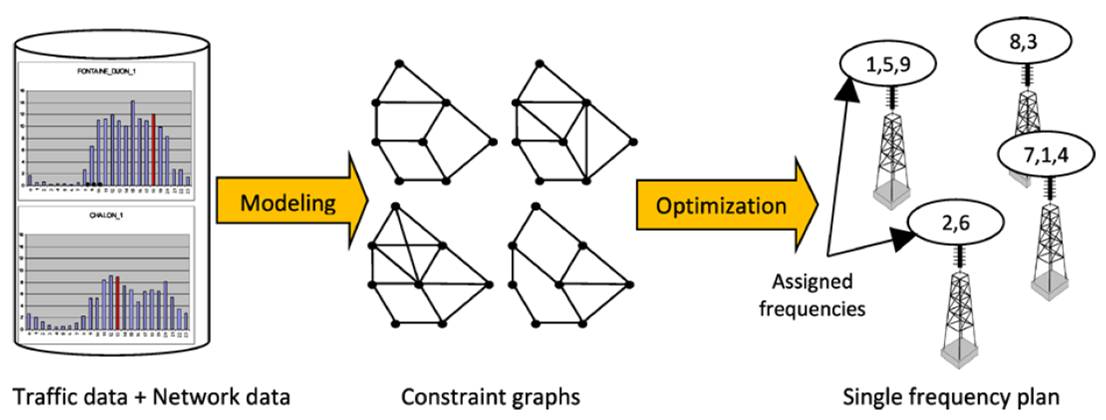 FONTAINE_DIJON_1
CHALON_1
Modeling
Optimization
1,5,9
8,3
7,1,4
2,6
Assigned
frequencies
Traffic data + Network data
Constraint graphs
Single frequency plan